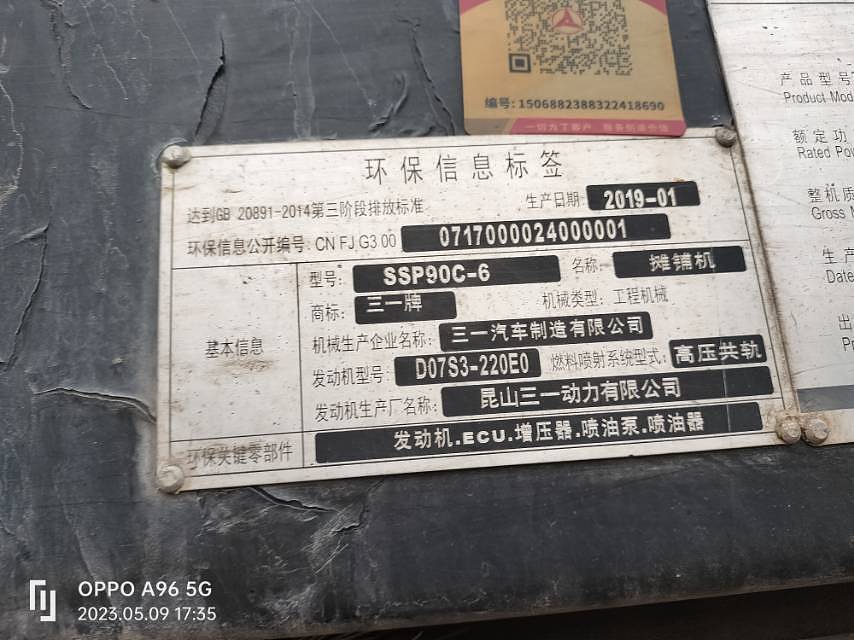 编号:1506882388322418690
环保信息标签
达到GB 20891-2014第三阶段排放标准
生产日期: 2019-01
环保信息公开编号: CN FJ G3 00 0717000024000001
基本信息
型号: SSP90C-6 名称: 摊铺机
商标: 三一牌 机械类型: 工程机械
机械生产企业名称: 三一汽车制造有限公司
发动机型号: D07S3-220E0 燃料喷射系统型式: 高压共轨
发动机生产厂名称: 昆山三一动力有限公司
环保关键零部件 发动机.ECU.增压器.喷油泵.喷油器
产品型号
Product Mod
额定功
Rated Po
整机质
Gross M
生产
Date
出
OPPO A96 5G
2023.05.09 17:35